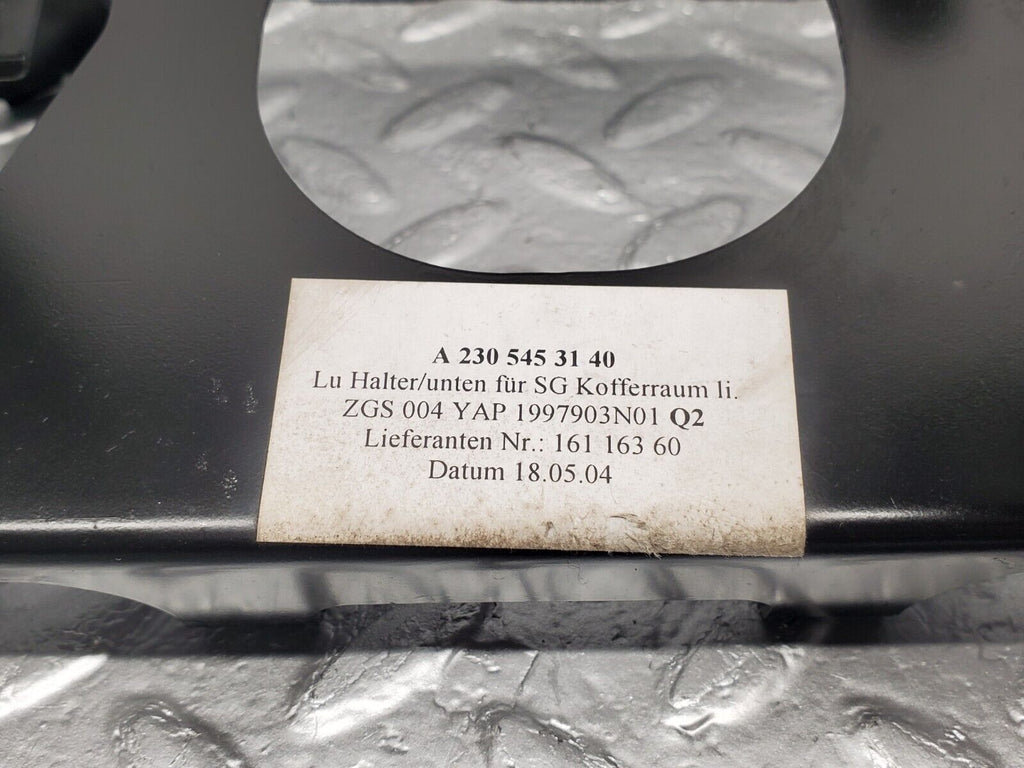 A 230 545 31 40
Lu Halter/unten für SG Kofferraum li.
ZGS 004 YAP 1997903N01 Q2
Lieferanten Nr.: 161 163 60
Datum 18.05.04